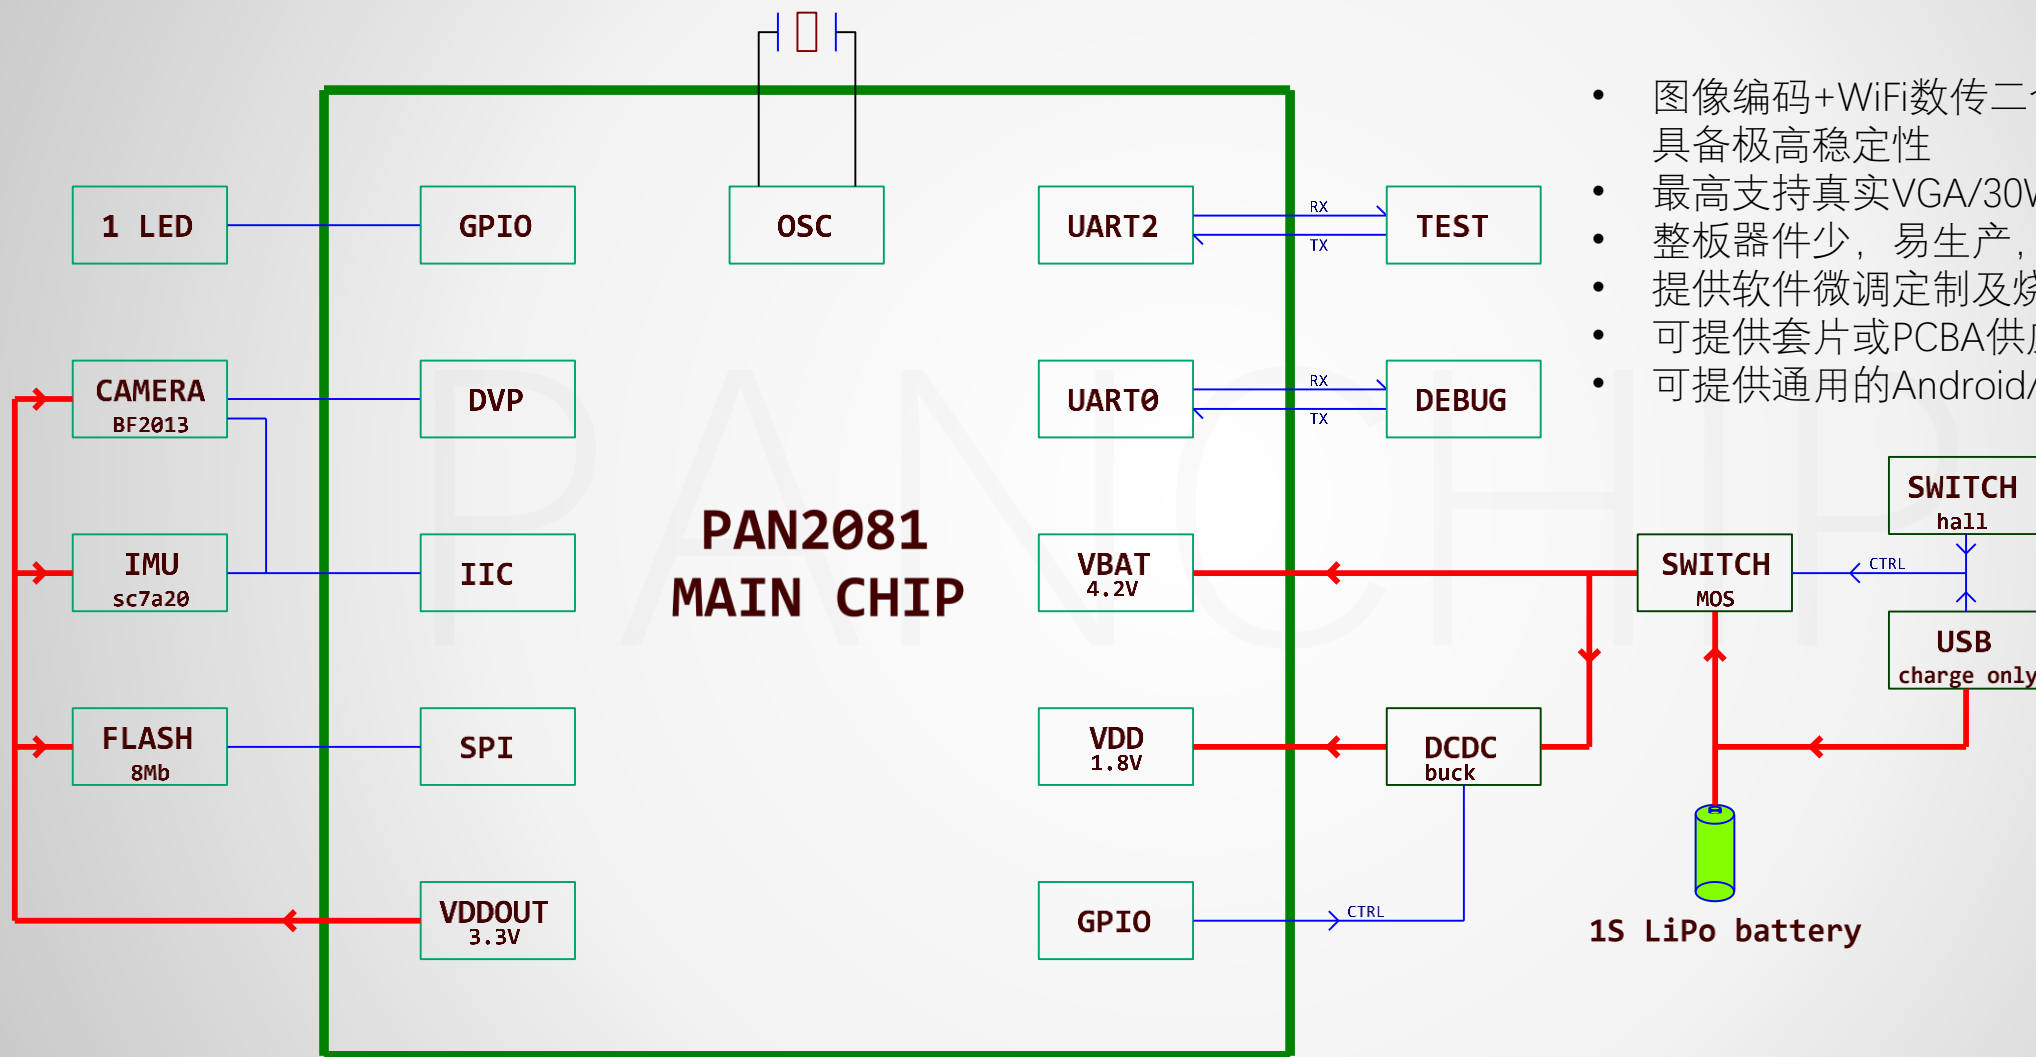 • 图像编码+WiFi数传二
具备极高稳定性
• 最高支持真实VGA/30
• 整板器件少，易生产，
• 提供软件微调定制及
• 可提供套片或PCBA供
• 可提供通用的Android/
1 LED
GPIO
OSC
UART2
RX
TX
TEST
CAMERA
BF2013
DVP
UART0
RX
TX
DEBUG
PANCHIP
PAN2081
MAIN CHIP
IMU
sc7a20
IIC
VBAT
4.2V
SWITCH
MOS
CTRL
SWITCH
hall
USB
charge only
FLASH
8Mb
SPI
VDD
1.8V
DCDC
buck
VDDOUT
3.3V
GPIO
CTRL
1S LiPo battery